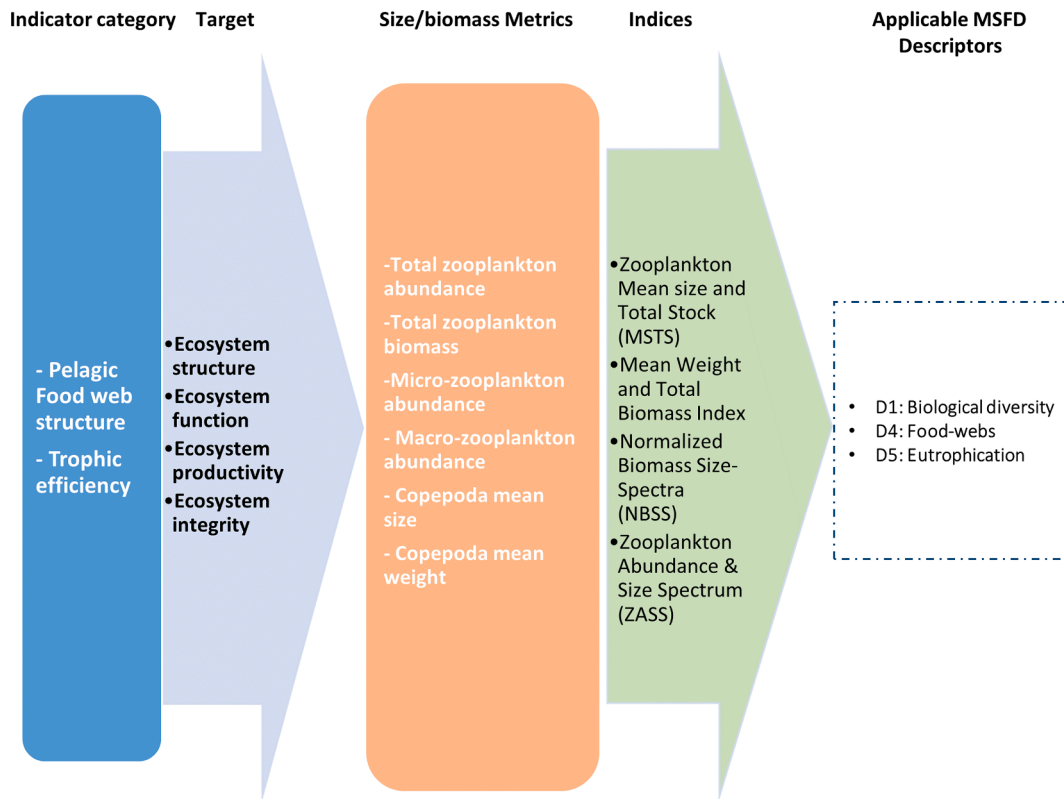 Indicator category
Target
Size/biomass Metrics
Indices
Applicable MSFD
Descriptors
- Pelagic
Food web
structure
- Trophic
efficiency
•Ecosystem
structure
•Ecosystem
function
•Ecosystem
productivity
•Ecosystem
integrity
-Total zooplankton
abundance
-Total zooplankton
biomass
-Micro-zooplankton
abundance
- Macro-zooplankton
abundance
- Copepoda mean
size
- Copepoda mean
weight
•Zooplankton
Mean size and
Total Stock
(MSTS)
•Mean Weight
and Total
Biomass Index
•Normalized
Biomass Size-
Spectra
(NBSS)
•Zooplankton
Abundance &
Size Spectrum
(ZASS)
• D1: Biological diversity
• D4: Food-webs
• D5: Eutrophication